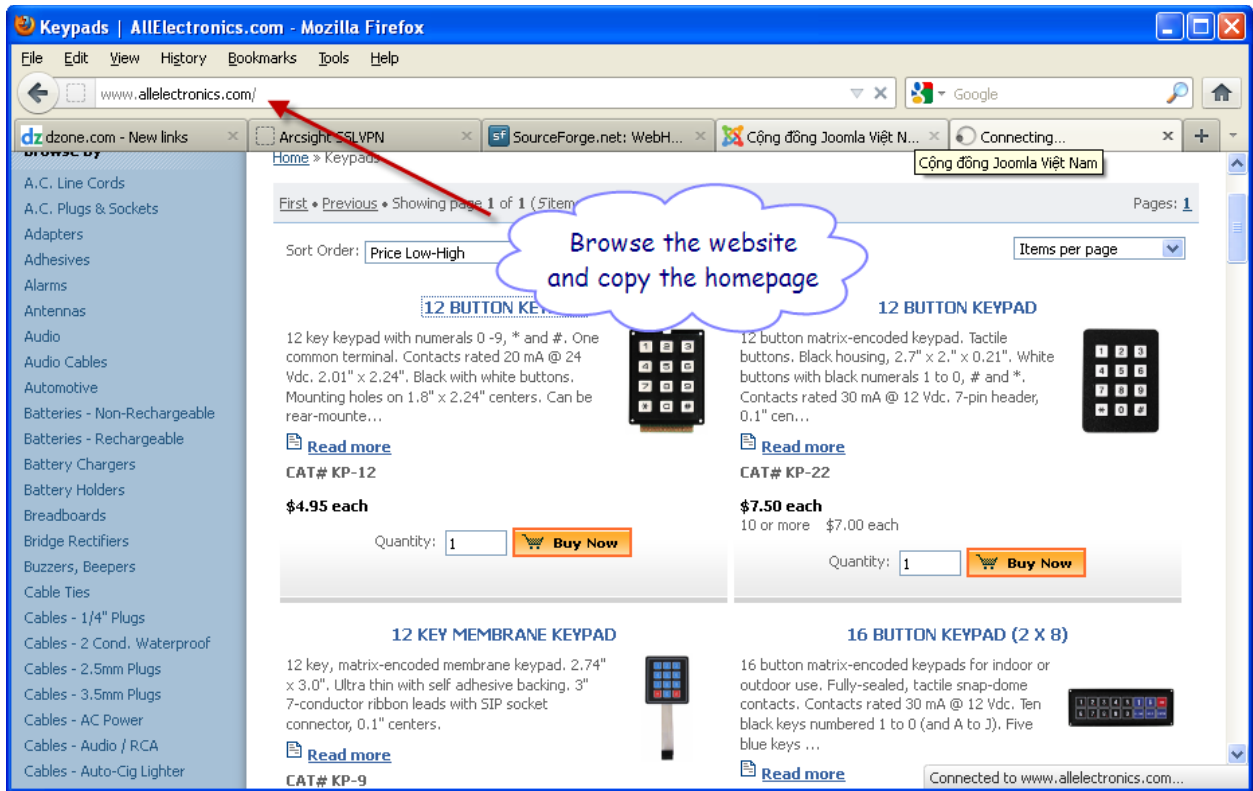 Keypads | AllElectronics.com - Mozilla Firefox
File Edit View History Bookmarks Tools Help
www.allelectronics.com/
Google
dz dzone.com - New links
Arcsight SSLVPN
sf SourceForge.net: WebH...
Cộng đồng Joomla Việt N...
Connecting...
Cộng đồng Joomla Việt Nam
Browse By
A.C. Line Cords
A.C. Plugs & Sockets
Adapters
Adhesives
Alarms
Antennas
Audio
Audio Cables
Automotive
Batteries - Non-Rechargeable
Batteries - Rechargeable
Battery Chargers
Battery Holders
Breadboards
Bridge Rectifiers
Buzzers, Beepers
Cable Ties
Cables - 1/4" Plugs
Cables - 2 Cond. Waterproof
Cables - 2.5mm Plugs
Cables - 3.5mm Plugs
Cables - AC Power
Cables - Audio / RCA
Cables - Auto-Cig Lighter
Home » Keypads
First • Previous • Showing page 1 of 1 (5 item
Pages: 1
Sort Order: Price Low-High
Items per page
Browse the website
and copy the homepage
12 BUTTON KE
12 key keypad with numerals 0 -9, * and #. One
common terminal. Contacts rated 20 mA @ 24
Vdc. 2.01" x 2.24". Black with white buttons.
Mounting holes on 1.8" x 2.24" centers. Can be
rear-mounte...
Read more
CAT# KP-12
$4.95 each
Quantity: 1 Buy Now
12 BUTTON KEYPAD
12 button matrix-encoded keypad. Tactile
buttons. Black housing, 2.7" x 2." x 0.21". White
buttons with black numerals 1 to 0, # and *.
Contacts rated 30 mA @ 12 Vdc. 7-pin header,
0.1" cen...
Read more
CAT# KP-22
$7.50 each
10 or more $7.00 each
Quantity: 1 Buy Now
12 KEY MEMBRANE KEYPAD
12 key, matrix-encoded membrane keypad. 2.74"
x 3.0". Ultra thin with self adhesive backing. 3"
7-conductor ribbon leads with SIP socket
connector, 0.1" centers.
Read more
CAT# KP-9
16 BUTTON KEYPAD (2 X 8)
16 button matrix-encoded keypads for indoor or
outdoor use. Fully-sealed, tactile snap-dome
contacts. Contacts rated 30 mA @ 12 Vdc. Ten
black keys numbered 1 to 0 (and A to J). Five
blue keys ...
Read more
Connected to www.allelectronics.com...